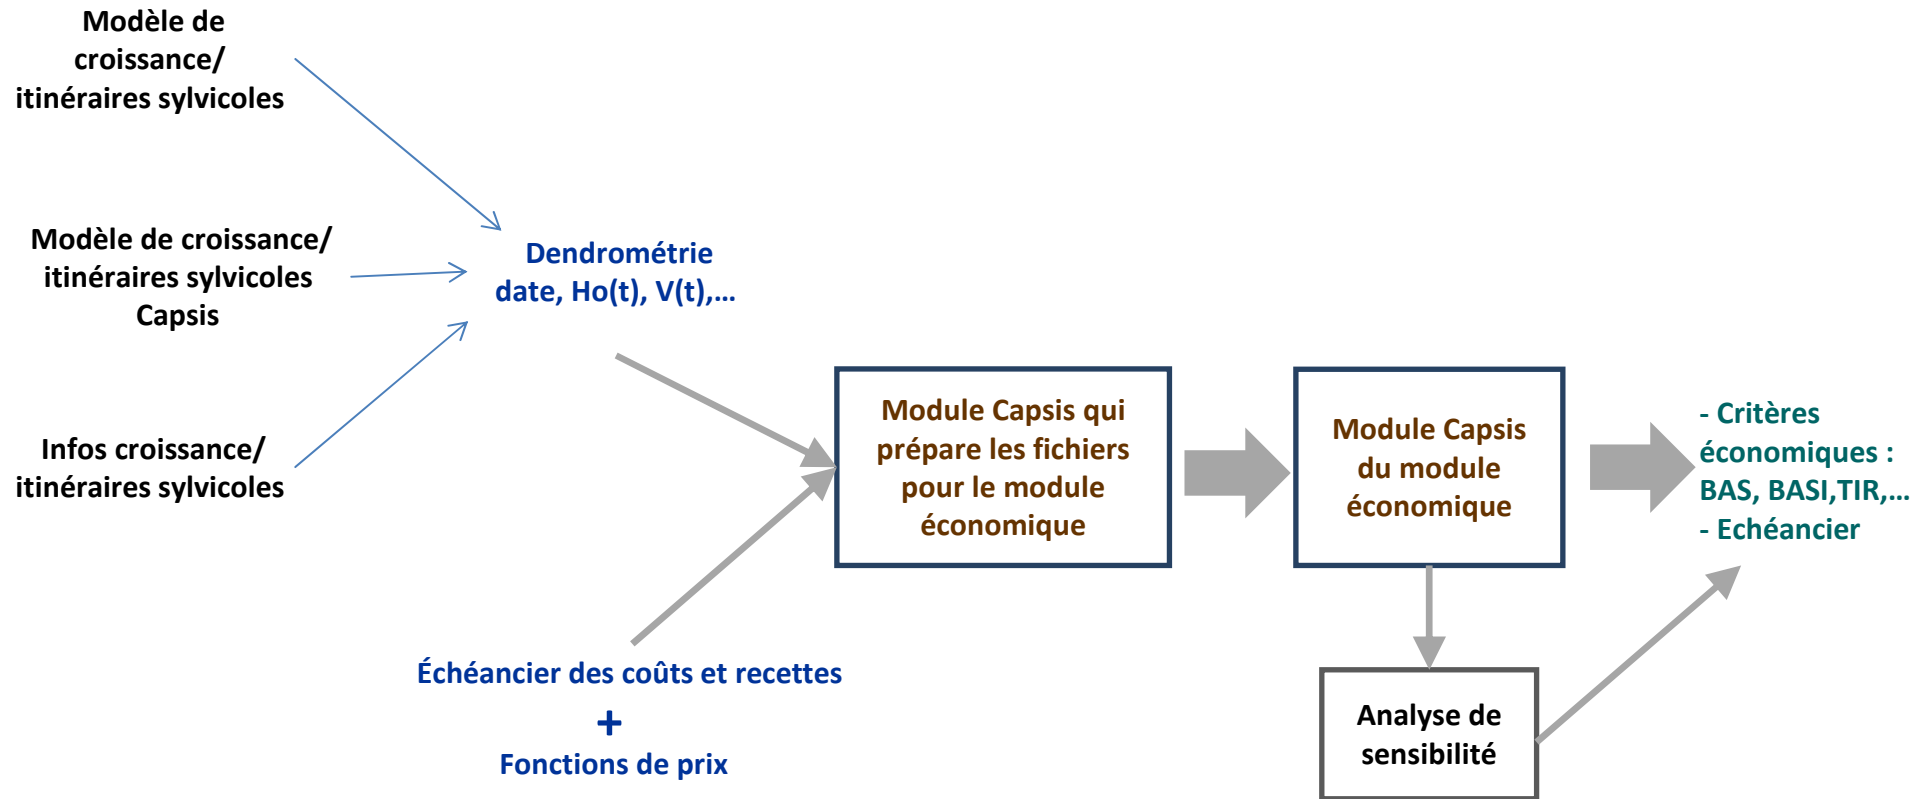 Modèle de
croissance/
itinéraires sylvicoles
Modèle de croissance/
itinéraires sylvicoles
Capsis
Infos croissance/
itinéraires sylvicoles
Dendrométrie
date, Ho(t), V(t),...
Échéancier des coûts et recettes
+
Fonctions de prix
Module Capsis qui
prépare les fichiers
pour le module
économique
Module Capsis
du module
économique
Analyse de
sensibilité
- Critères
économiques :
BAS, BASI,TIR,...
- Echéancier